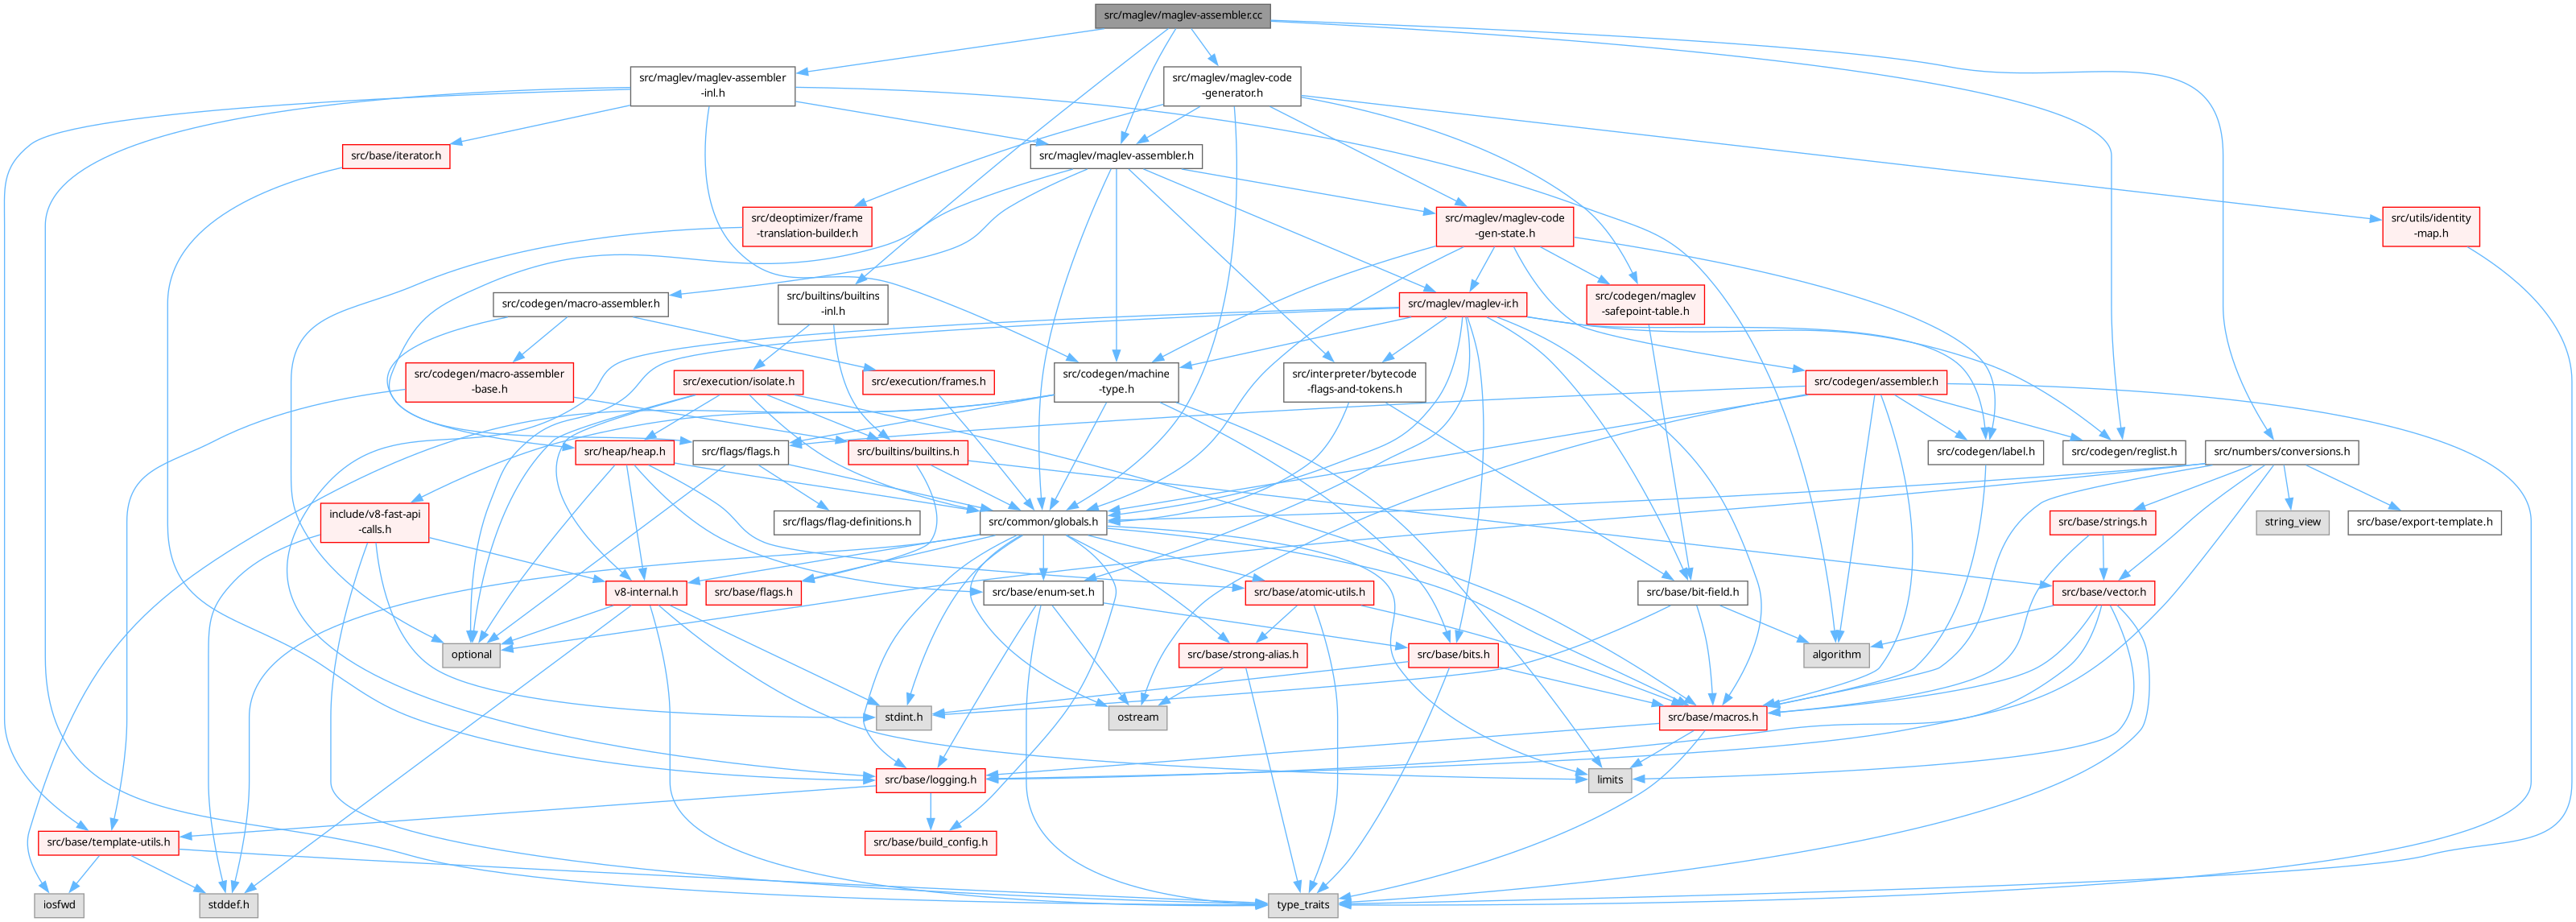 src/maglev/maglev-assembler.cc
src/maglev/maglev-assembler
-inl.h
src/maglev/maglev-code
-generator.h
src/base/iterator.h
src/maglev/maglev-assembler.h
src/deoptimizer/frame
-translation-builder.h
src/maglev/maglev-code
-gen-state.h
src/utils/identity
-map.h
src/codegen/macro-assembler.h
src/builtins/builtins
-inl.h
src/maglev/maglev-ir.h
src/codegen/maglev
-safepoint-table.h
src/codegen/macro-assembler
-base.h
src/execution/isolate.h
src/execution/frames.h
src/codegen/machine
-type.h
src/interpreter/bytecode
-flags-and-tokens.h
src/codegen/assembler.h
src/heap/heap.h
src/flags/flags.h
src/builtins/builtins.h
src/codegen/label.h
src/codegen/reglist.h
src/numbers/conversions.h
include/v8-fast-api
-calls.h
src/flags/flag-definitions.h
src/common/globals.h
src/base/strings.h
string_view
src/base/export-template.h
v8-internal.h
src/base/flags.h
src/base/enum-set.h
src/base/atomic-utils.h
src/base/bit-field.h
src/base/vector.h
optional
src/base/strong-alias.h
src/base/bits.h
algorithm
stdint.h
ostream
src/base/macros.h
src/base/logging.h
limits
src/base/template-utils.h
src/base/build_config.h
iosfwd
stddef.h
type_traits